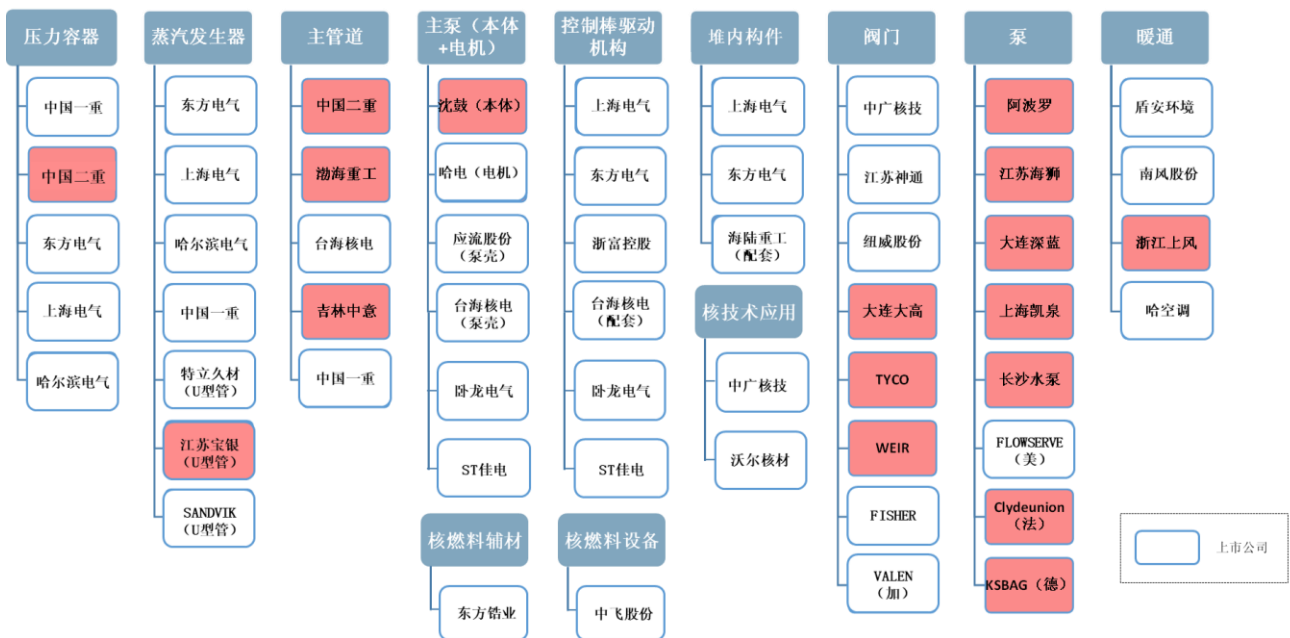 压力容器
中国一重
中国二重
东方电气
上海电气
哈尔滨电气
蒸汽发生器
东方电气
上海电气
哈尔滨电气
中国一重
特立久材
(U型管)
江苏宝银
(U型管)
SANDVIK
(U型管)
主管道
中国二重
渤海重工
台海核电
吉林中意
中国一重
主泵（本体
+电机）
沈鼓（本体）
哈电（电机）
应流股份
（泵壳）
台海核电
（泵壳）
卧龙电气
ST佳电
核燃料辅材
东方锆业
控制棒驱动
机构
上海电气
东方电气
浙富控股
台海核电
（配套）
卧龙电气
ST佳电
核燃料设备
中飞股份
堆内构件
上海电气
东方电气
海陆重工
（配套）
核技术应用
中广核技
沃尔核材
阀门
中广核技
江苏神通
纽威股份
大连大高
TYCO
WEIR
FISHER
VALEN
（加）
泵
阿波罗
江苏海狮
大连深蓝
上海凯泉
长沙水泵
FLOWSERVE
（美）
Clydeunion
（法）
KSBAG（德）
暖通
盾安环境
南风股份
浙江上风
哈空调
上市公司